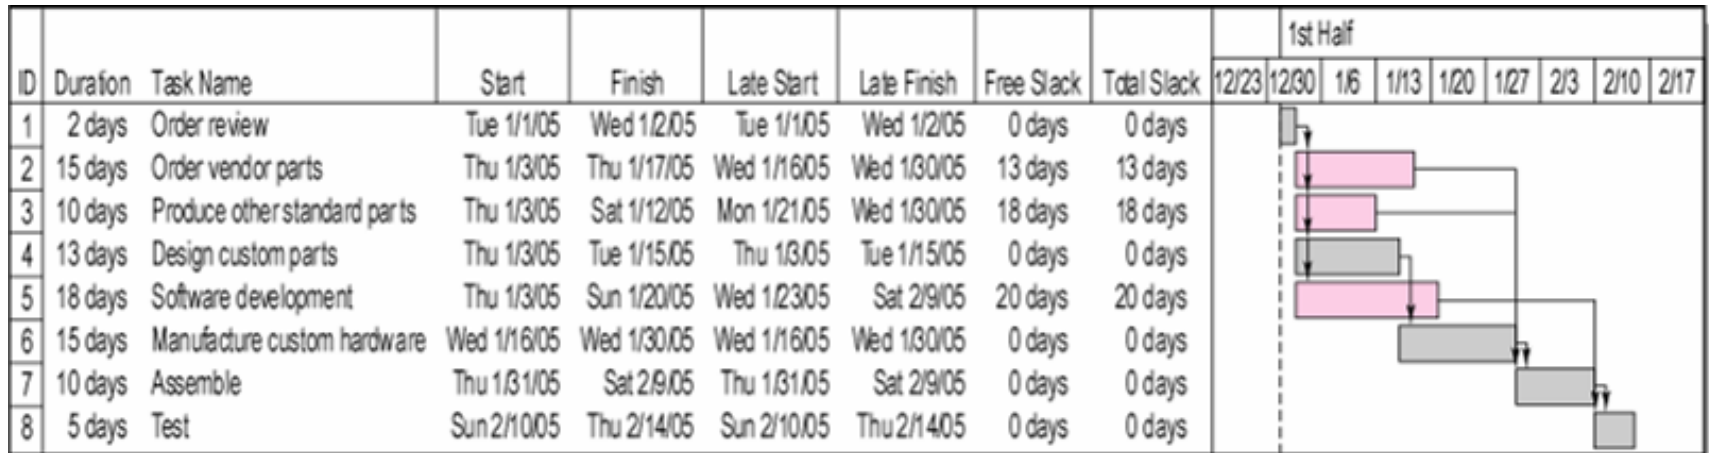 1st Half
ID Duration Task Name Start Finish Late Start Late Finish Free Slack Total Slack 12/23 12/30 1/6 1/13 1/20 1/27 2/3 2/10 2/17
1 2 days Order review Tue 1/1/05 Wed 1/2/05 Tue 1/1/05 Wed 1/2/05 0 days 0 days
2 15 days Order vendor parts Thu 1/3/05 Thu 1/17/05 Wed 1/16/05 Wed 1/30/05 13 days 13 days
3 10 days Produce other standard parts Thu 1/3/05 Sat 1/12/05 Mon 1/21/05 Wed 1/30/05 18 days 18 days
4 13 days Design custom parts Thu 1/3/05 Tue 1/15/05 Thu 1/3/05 Tue 1/15/05 0 days 0 days
5 18 days Software development Thu 1/3/05 Sun 1/20/05 Wed 1/23/05 Sat 2/9/05 20 days 20 days
6 15 days Manufacture custom hardware Wed 1/16/05 Wed 1/30/05 Wed 1/16/05 Wed 1/30/05 0 days 0 days
7 10 days Assemble Thu 1/31/05 Sat 2/9/05 Thu 1/31/05 Sat 2/9/05 0 days 0 days
8 5 days Test Sun 2/10/05 Thu 2/14/05 Sun 2/10/05 Thu 2/14/05 0 days 0 days